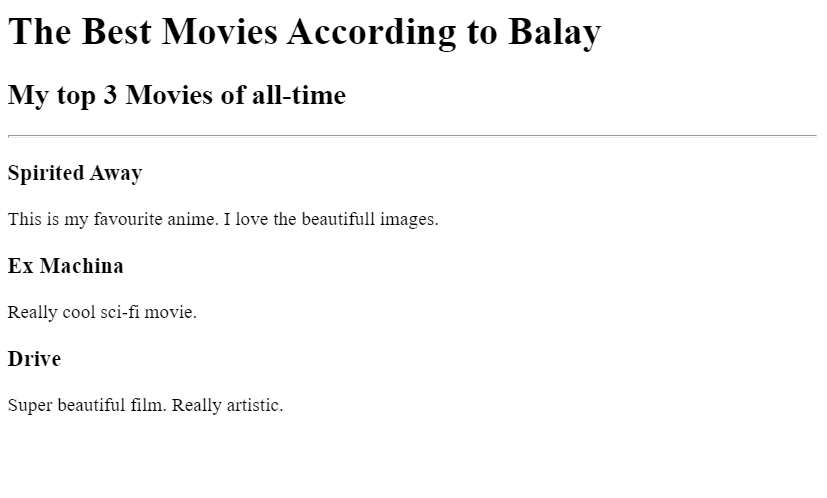 The Best Movies According to Balay
My top 3 Movies of all-time
Spirited Away
This is my favourite anime. I love the beautifull images.
Ex Machina
Really cool sci-fi movie.
Drive
Super beautiful film. Really artistic.